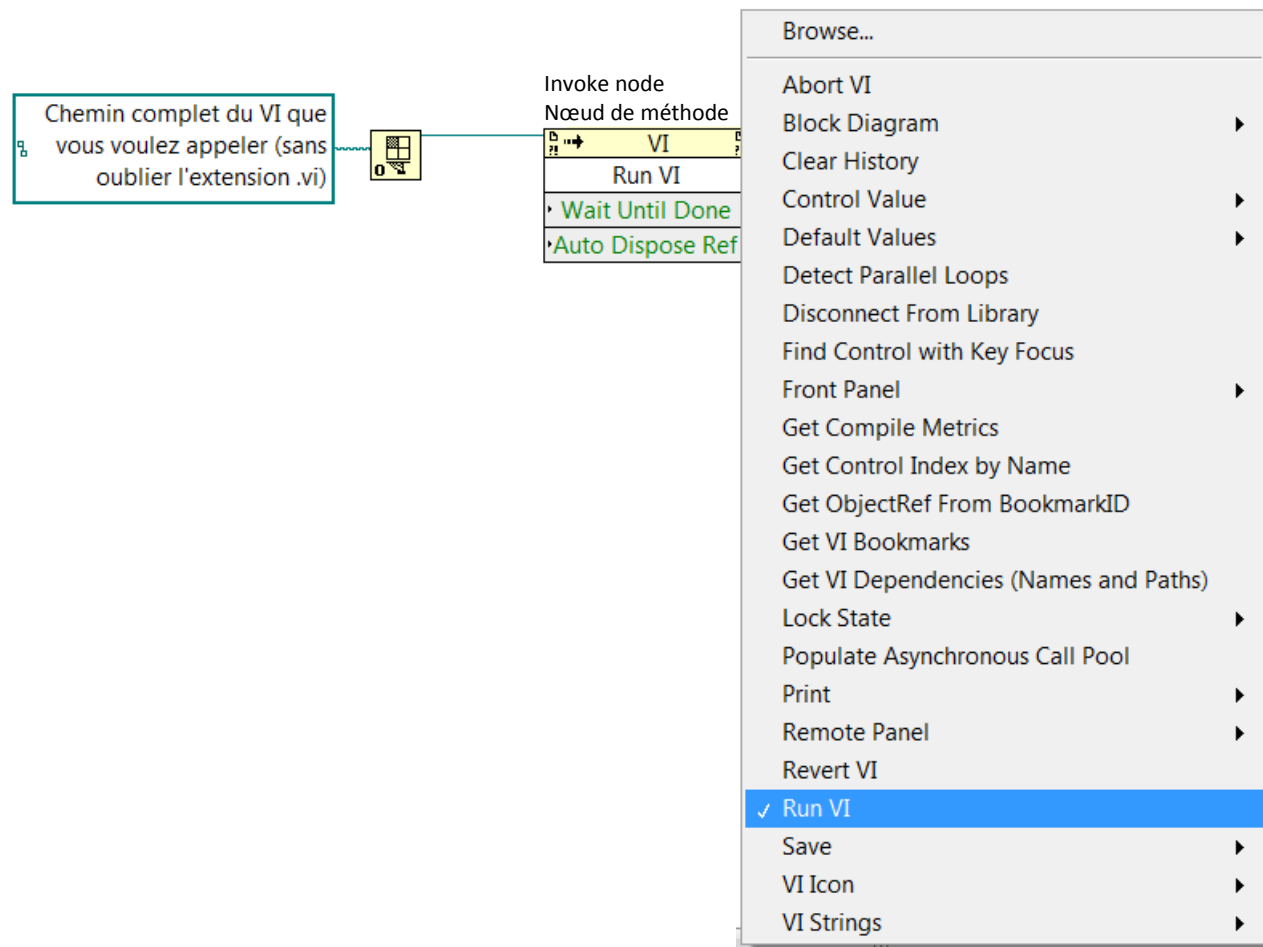 Chemin complet du VI que
vous voulez appeler (sans
oublier l'extension .vi)
Invoke node
Nœud de méthode
VI
Run VI
Wait Until Done
Auto Dispose Ref
Browse...
Abort VI
Block Diagram
Clear History
Control Value
Default Values
Detect Parallel Loops
Disconnect From Library
Find Control with Key Focus
Front Panel
Get Compile Metrics
Get Control Index by Name
Get ObjectRef From BookmarkID
Get VI Bookmarks
Get VI Dependencies (Names and Paths)
Lock State
Populate Asynchronous Call Pool
Print
Remote Panel
Revert VI
Run VI
Save
VI Icon
VI Strings